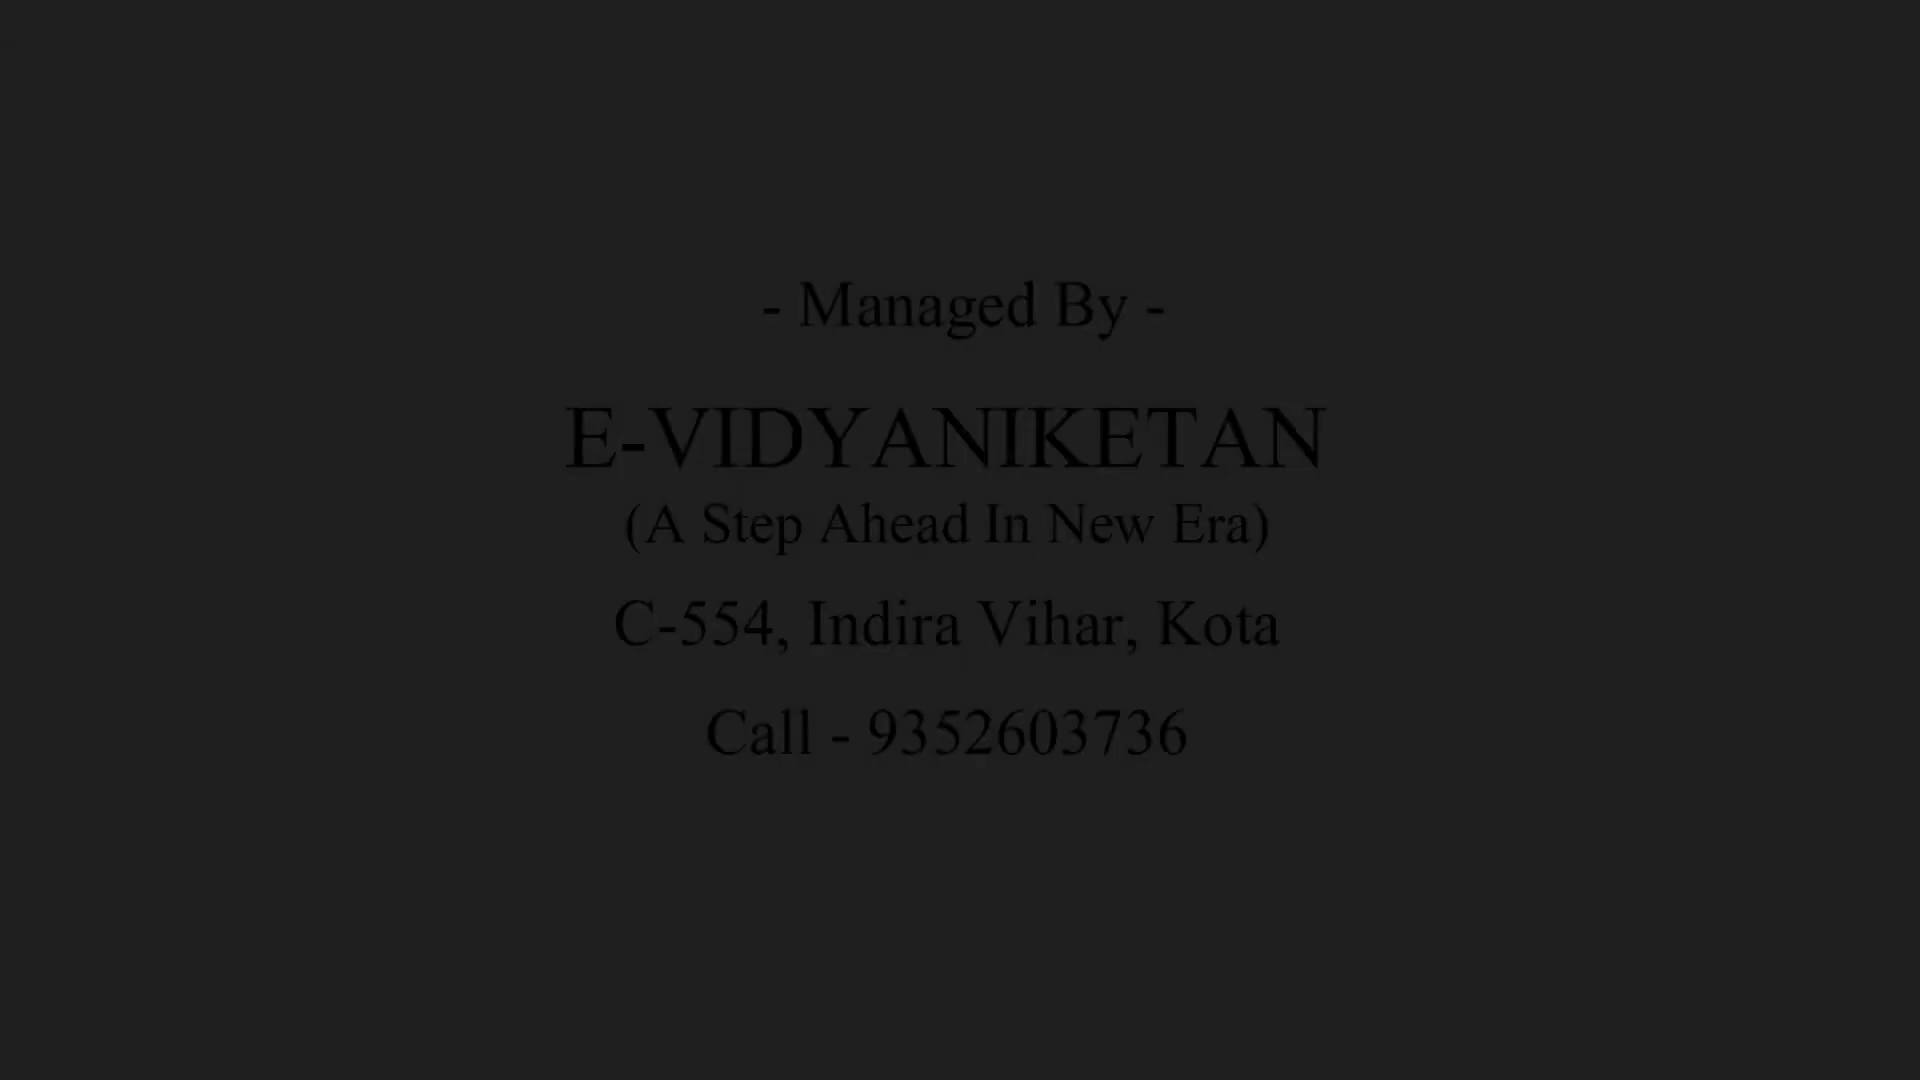 - Managed By -
E-VIDYANIKETAN
(A Step Ahead In New Era)
C-554, Indira Vihar, Kota
Call - 9352603736